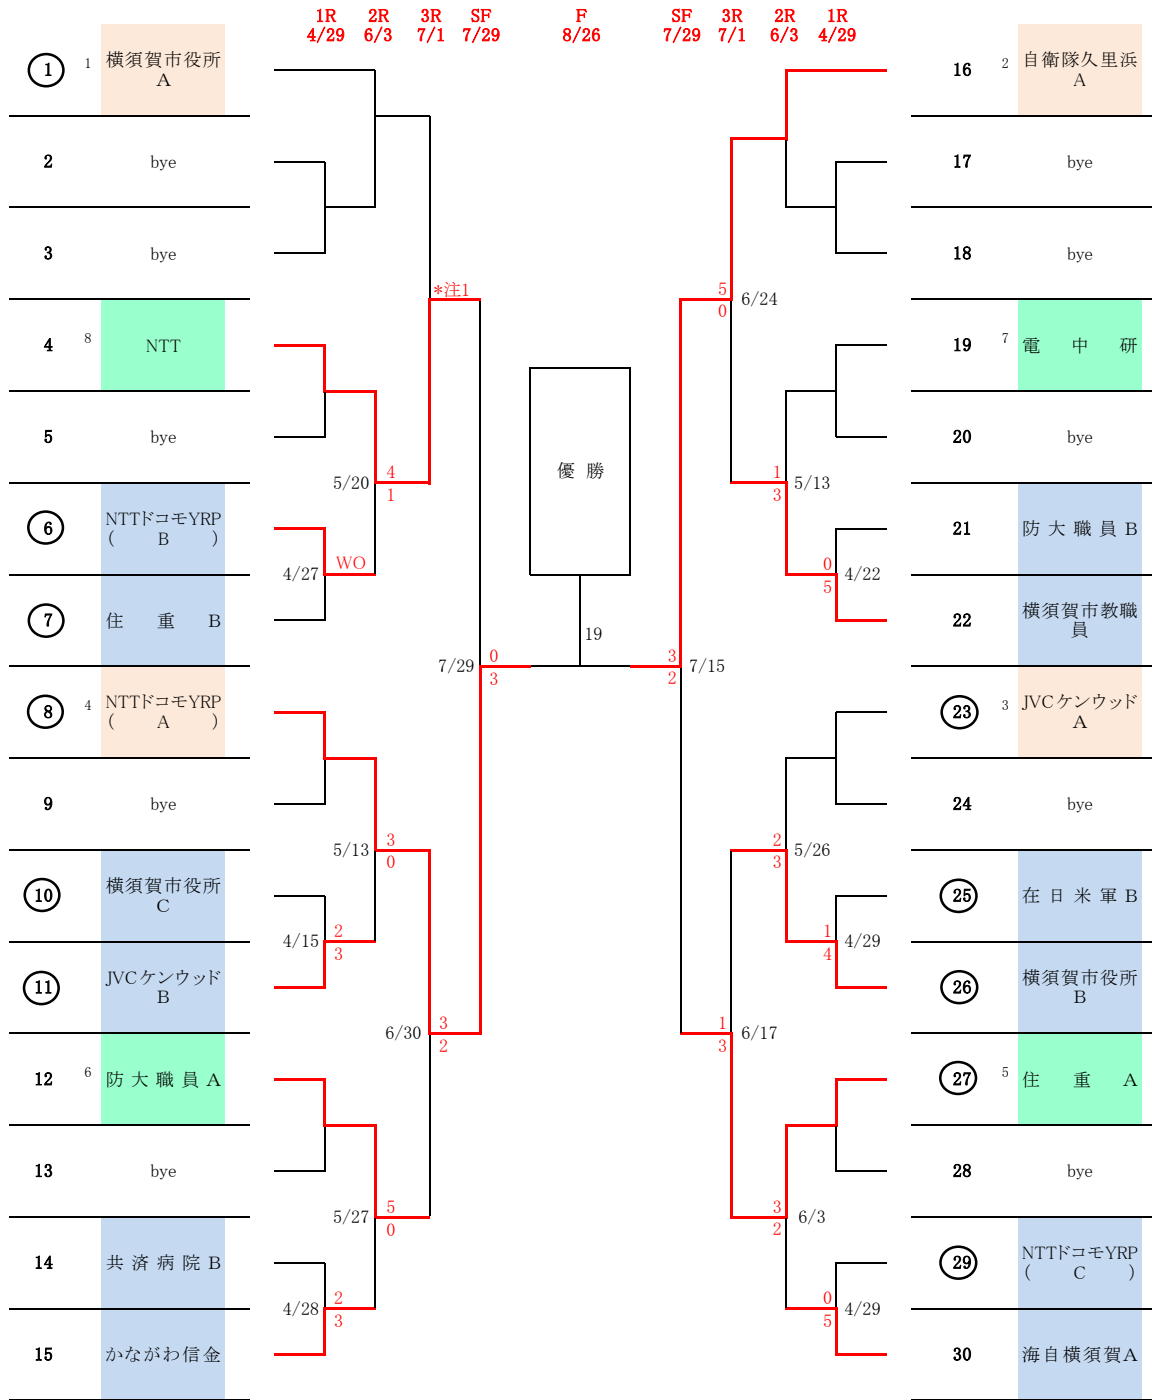 1R 2R 3R SF F SF 3R 2R 1R
4/29 6/3 7/1 7/29 8/26 7/29 7/1 6/3 4/29
1 1 横須賀市役所
A
2 bye
3 bye
*注1
4 8 NTT
5 bye
5/20 4
1
6 NTTドコモYRP
( B )
4/27 WO
7 住 重 B
7/29 0
3
8 4 NTTドコモYRP
( A )
9 bye
5/13 3
0
10 横須賀市役所
C
4/15 2
3
11 JVCケンウッド
B
6/30 3
2
12 6 防大職員A
13 bye
5/27 5
0
14 共済病院B
4/28 2
3
15 かながわ信金
優 勝
19
16 2 自衛隊久里浜
A
17 bye
18 bye
5
0 6/24
19 7 電 中 研
20 bye
1
3 5/13
21 防大職員B
0
5 4/22
22 横須賀市教職
員
3
2 7/15
23 3 JVCケンウッド
A
24 bye
2
3 5/26
25 在日米軍B
1
4 4/29
26 横須賀市役所
B
1
3 6/17
27 5 住 重 A
28 bye
3
2 6/3
29 NTTドコモYRP
( C )
0
5 4/29
30 海自横須賀A